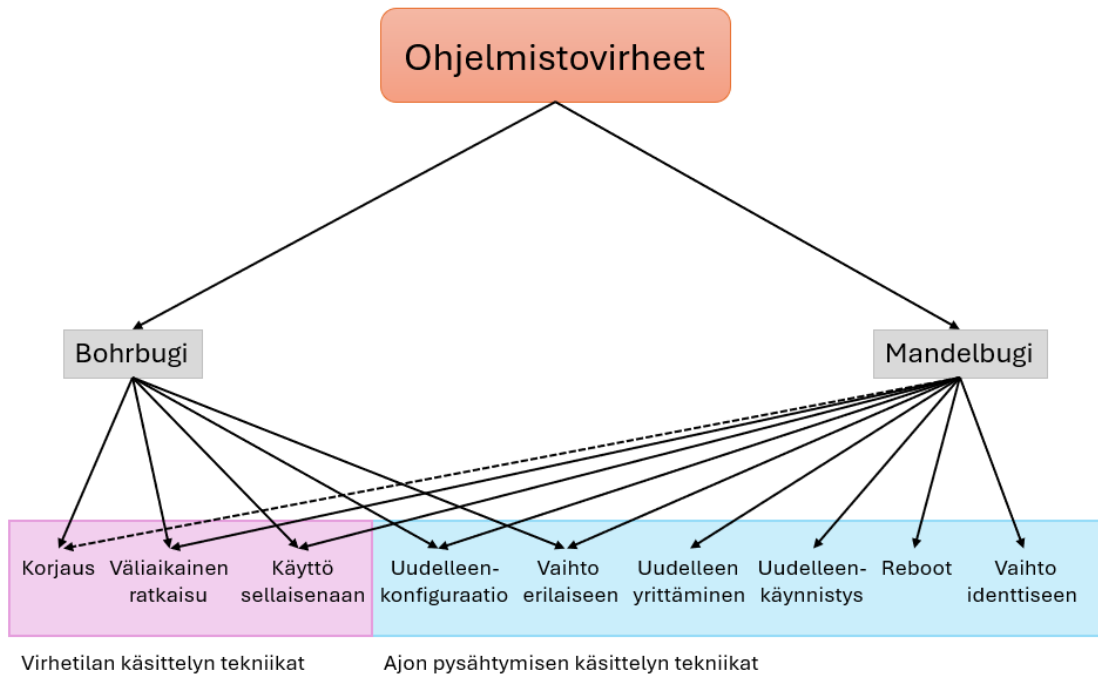 Ohjelmistovirheet
Bohrbugi
Mandelbugi
Korjaus
Väliaikainen
ratkaisu
Käyttö
sellaisenaan
Uudelleen-
konfiguraatio
Vaihto
erilaiseen
Uudelleen
yrittäminen
Uudelleen-
käynnistys
Reboot
Vaihto
identtiseen
Virhetilan käsittelyn tekniikat
Ajon pysähtymisen käsittelyn tekniikat